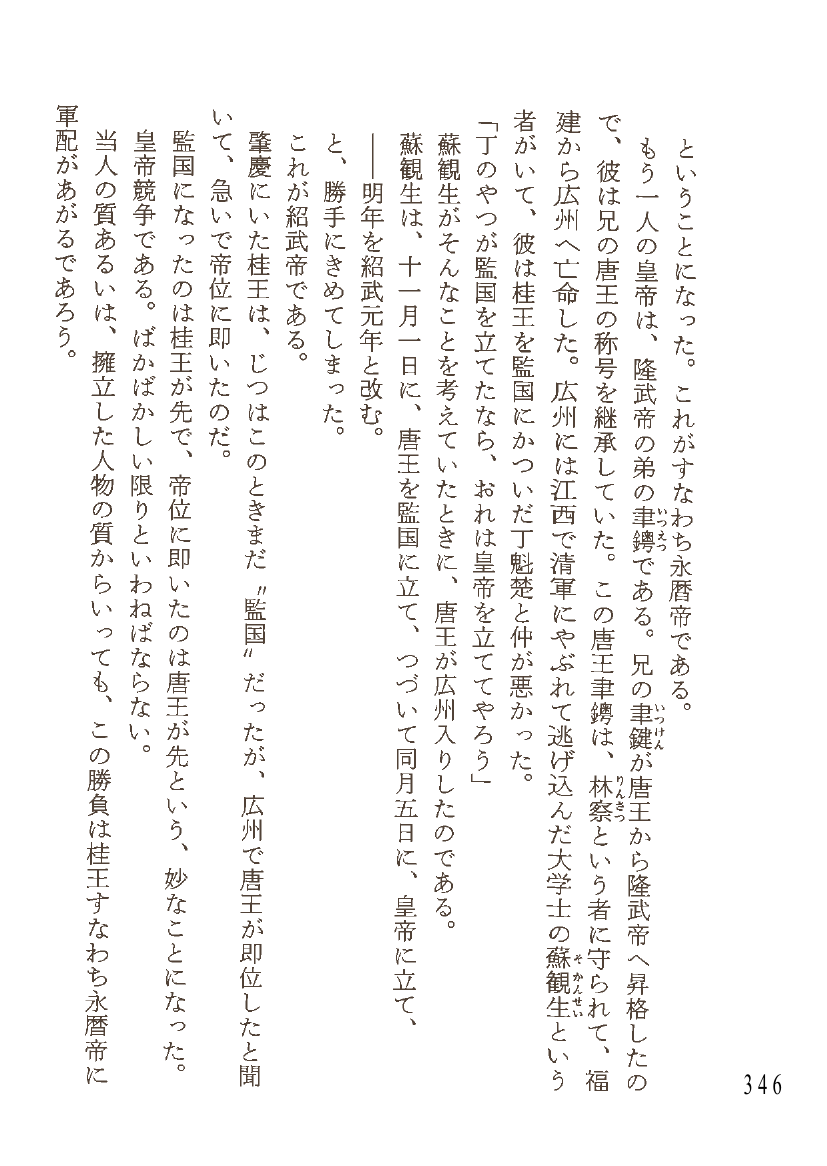 ということになった。これがすなわち永暦帝である。
もう一人の皇帝は、隆武帝の弟の聿鐭である。兄の聿鍵が唐王から隆武帝へ昇格したの
で、彼は兄の唐王の称号を継承していた。この唐王聿鐭は、林察という者に守られて、福
建から広州へ亡命した。広州には江西で清軍にやぶれて逃げ込んだ大学士の蘇観生という
者がいて、彼は桂王を監国にかついだ丁魁楚と仲が悪かった。
「丁のやつが監国を立てたなら、おれは皇帝を立ててやろう」
蘇観生がそんなことを考えていたときに、唐王が広州入りしたのである。
蘇観生は、十一月一日に、唐王を監国に立て、つづいて同月五日に、皇帝に立て、
――明年を紹武元年と改む。
と、勝手にきめてしまった。
これが紹武帝である。
肇慶にいた桂王は、じつはこのときまだ〝監国〟だったが、広州で唐王が即位したと聞
いて、急いで帝位に即いたのだ。
監国になったのは桂王が先で、帝位に即いたのは唐王が先という、妙なことになった。
皇帝競争である。ばかばかしい限りといわねばならない。
当人の質あるいは、擁立した人物の質からいっても、この勝負は桂王すなわち永暦帝に
軍配があがるであろう。
346